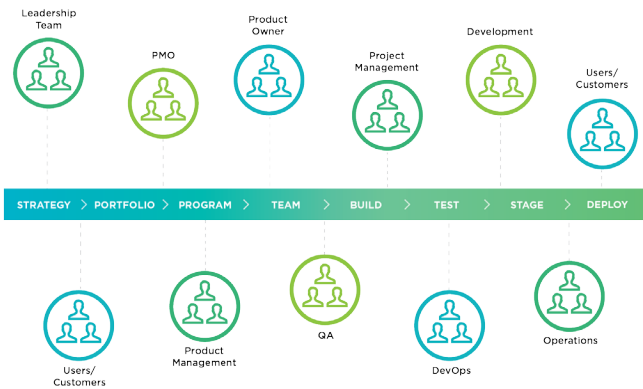 Leadership
Team
PMO
Product
Owner
Project
Management
Development
Users/
Customers
STRATEGY
PORTFOLIO
PROGRAM
TEAM
BUILD
TEST
STAGE
DEPLOY
Users/
Customers
Product
Management
QA
DevOps
Operations